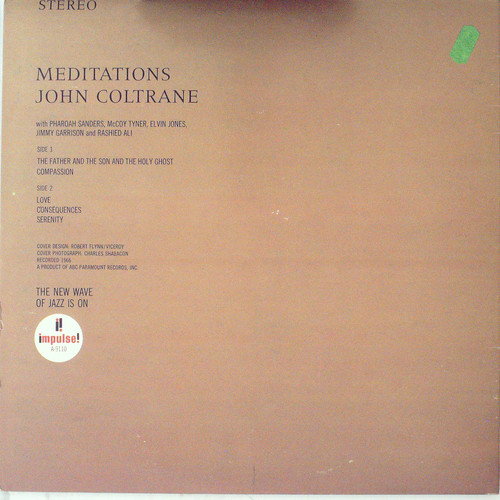 STEREO
MEDITATIONS
JOHN COLTRANE
with PHAROAH SANDERS, McCOY TYNER, ELVIN JONES,
JIMMY GARRISON and RASHIED ALI
SIDE 1
THE FATHER AND THE SON AND THE HOLY GHOST
COMPASSION
SIDE 2
LOVE
CONSEQUENCES
SERENITY
COVER DESIGN: ROBERT FLYNN/VICEROY
COVER PHOTOGRAPH: CHARLES SHABACON
RECORDED 1966
A PRODUCT OF ABC PARAMOUNT RECORDS, INC.
THE NEW WAVE
OF JAZZ IS ON
i!
impulse!
A 9110